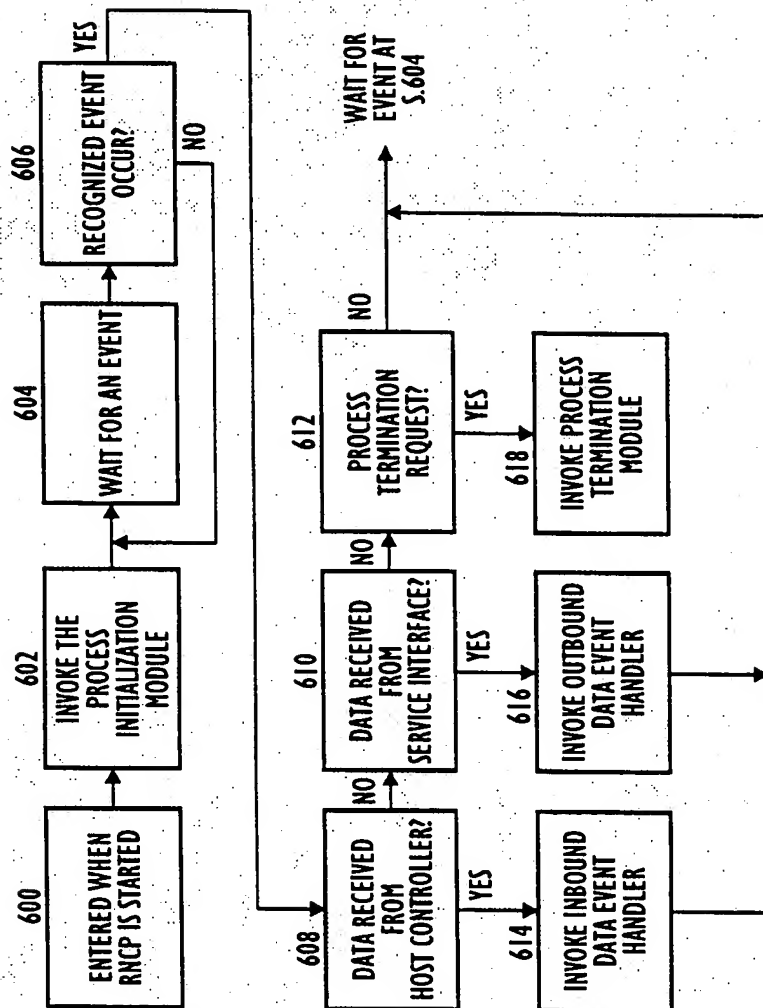 600
ENTERED WHEN
RNCP IS STARTED
602
INVOKE THE
PROCESS
INITIALIZATION
MODULE
604
WAIT FOR AN EVENT
606
RECOGNIZED EVENT
OCCUR?
YES
NO
608
DATA RECEIVED
FROM
HOST CONTROLLER?
NO
YES
610
DATA RECEIVED
FROM
SERVICE INTERFACE?
NO
YES
612
PROCESS
TERMINATION
REQUEST?
NO
YES
WAIT FOR
EVENT AT
S.604
614
INVOKE INBOUND
DATA EVENT
HANDLER
616
INVOKE OUTBOUND
DATA EVENT
HANDLER
618
INVOKE PROCESS
TERMINATION
MODULE